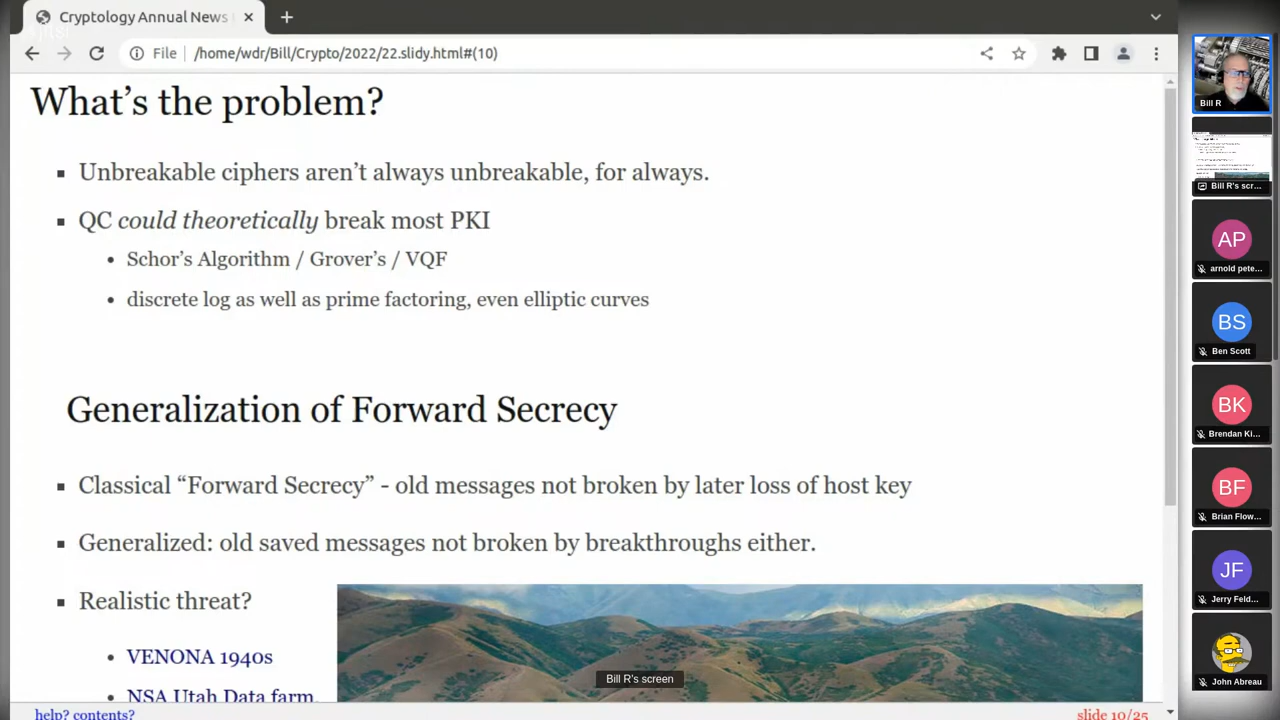 Cryptology Annual News
File
/home/wdr/Bill/Crypto/2022/22.slidy.html#(10)
What's the problem?
Unbreakable ciphers aren't always unbreakable, for always.
QC could theoretically break most PKI
Schor's Algorithm / Grover's / VQF
discrete log as well as prime factoring, even elliptic curves
Generalization of Forward Secrecy
Classical “Forward Secrecy” - old messages not broken by later loss of host key
Generalized: old saved messages not broken by breakthroughs either.
Realistic threat?
VENONA 1940s
NSA Utah Data farm
Bill R's screen
help? contents?
slide 10/25
Bill R
Bill R's scr...
AP
arnold pete...
BS
Ben Scott
BK
Brendan Ki...
BF
Brian Flow...
JF
Jerry Feld...
John Abreau